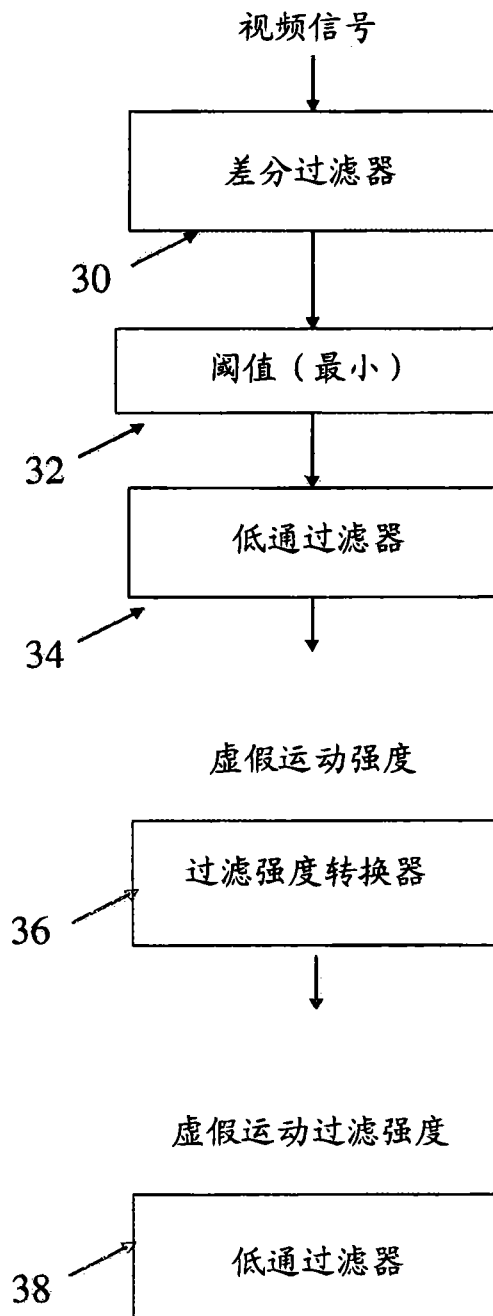 视频信号
差分过滤器
30
阈值（最小）
32
低通过滤器
34
虚假运动强度
过滤强度转换器
36
虚假运动过滤强度
低通过滤器
38